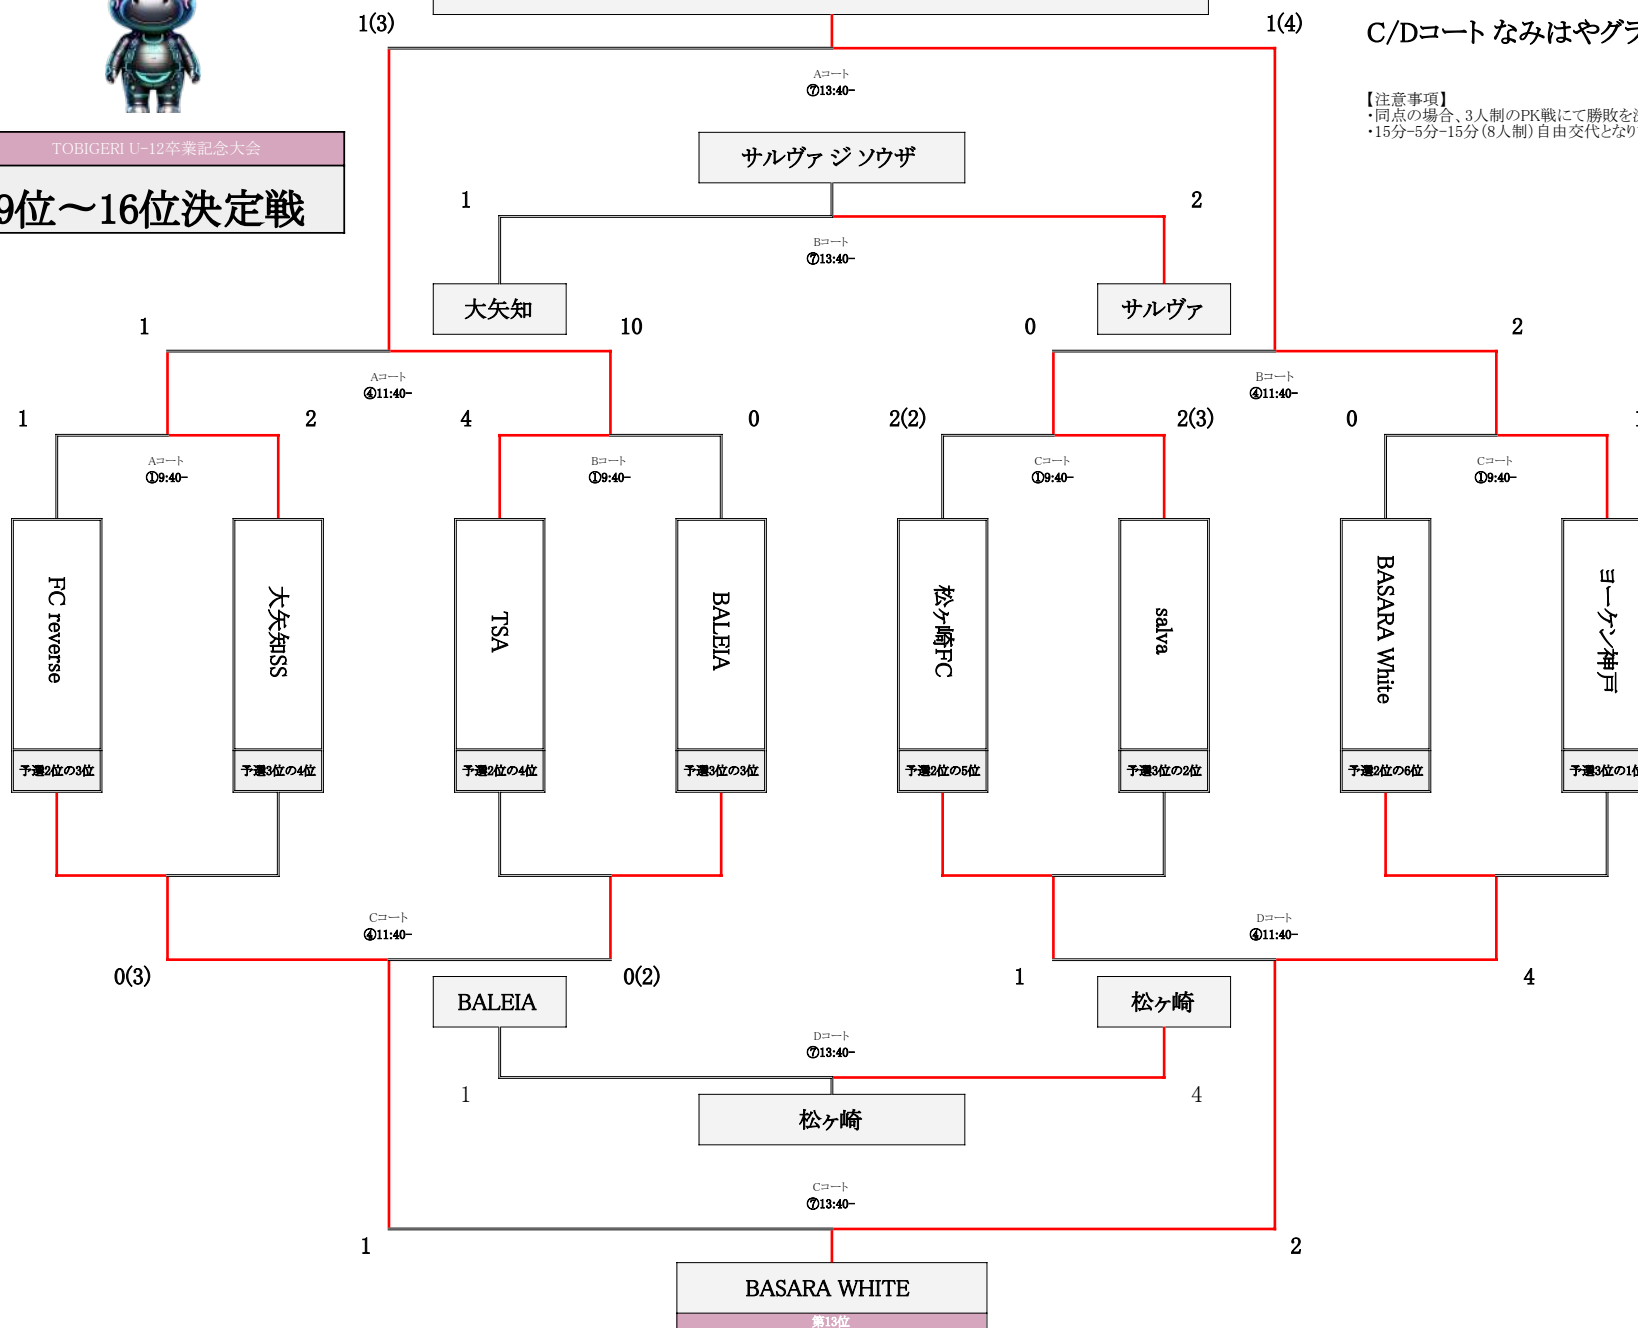 1(3)
1(4)
C/Dコート なみはやグラ
Aコート
⑦13:40-
【注意事項】
・同点の場合、3人制のPK戦にて勝敗を
・15分-5分-15分(8人制)自由交代となり
TOBIGERI U-12卒業記念大会
9位～16位決定戦
サルヴァ ジ ソウザ
1
2
Bコート
⑦13:40-
大矢知
サルヴァ
1
10
0
2
Aコート
④11:40-
Bコート
④11:40-
1
2
4
0
2(2)
2(3)
0
Aコート
①9:40-
Bコート
①9:40-
Cコート
①9:40-
Cコート
①9:40-
FC reverse
大矢知SS
TSA
BALEIA
松ヶ崎FC
salva
BASARA White
ヨーケン神戸
予選2位の3位
予選3位の4位
予選2位の4位
予選3位の3位
予選2位の5位
予選3位の2位
予選2位の6位
予選3位の1位
Cコート
④11:40-
Dコート
④11:40-
0(3)
0(2)
1
4
BALEIA
松ヶ崎
Dコート
⑦13:40-
1
4
松ヶ崎
Cコート
⑦13:40-
1
2
BASARA WHITE
第13位